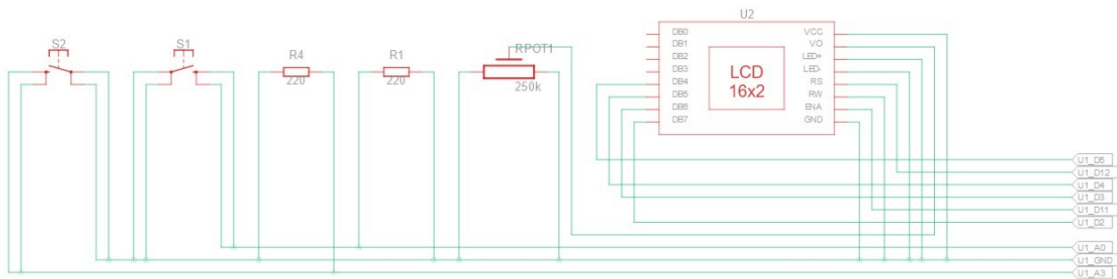 U2
S2
S1
R4
220
R1
220
RPOT1
250k
DB0
DB1
DB2
DB3
DB4
DB5
DB6
DB7
LCD
16x2
VCC
VO
LED+
LED-
RS
RW
ENA
GND
U1_D5
U1_D12
U1_D4
U1_D3
U1_D11
U1_D2
U1_A0
U1_GND
U1_A3